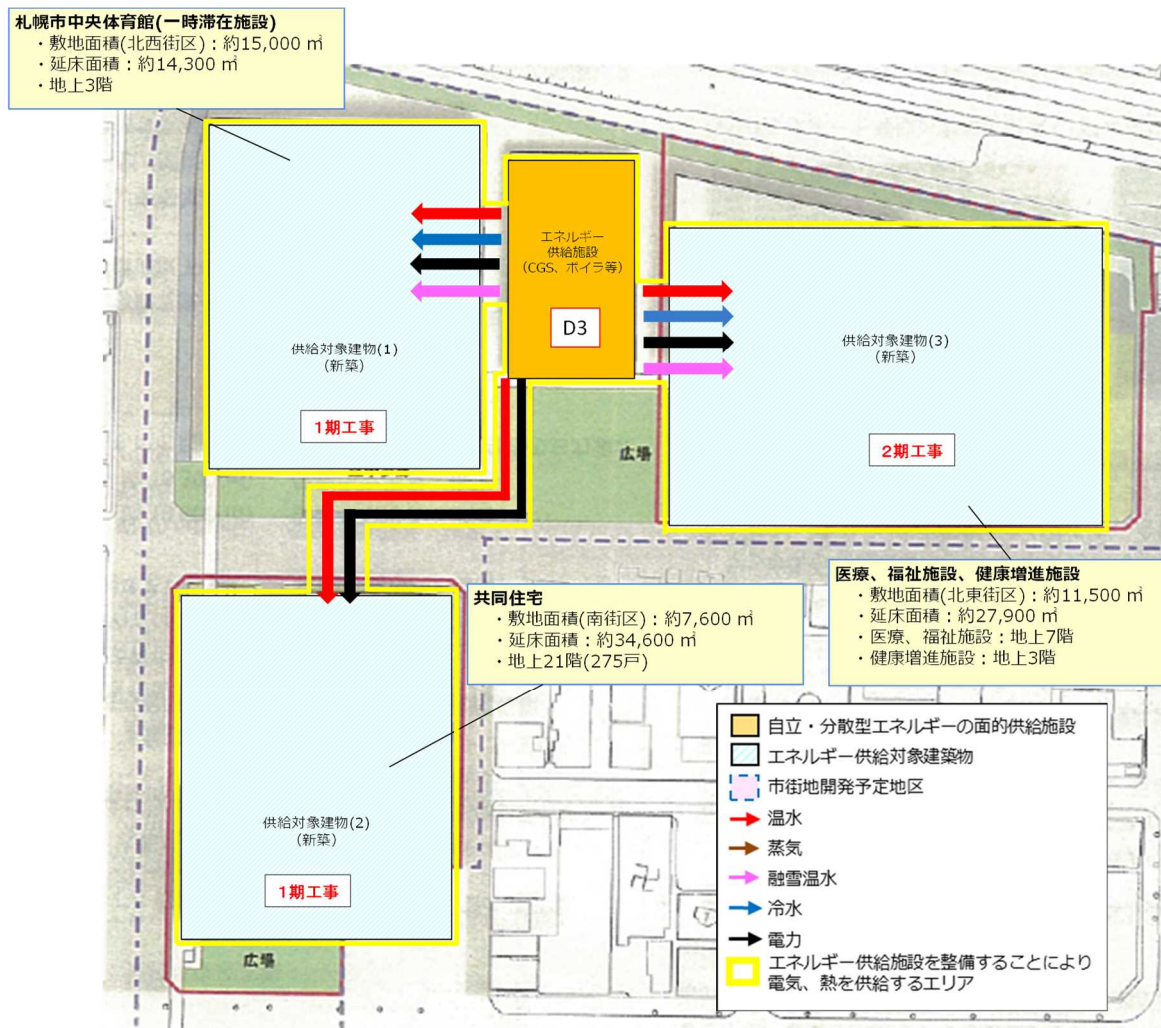 札幌市中央体育館(一時滞在施設)
・敷地面積(北西街区)：約15,000 ㎡
・延床面積：約14,300 ㎡
・地上3階
エネルギー
供給施設
(CGS、ボイラ等)
D3
供給対象建物(1)
(新築)
1期工事
供給対象建物(3)
(新築)
2期工事
広場
医療、福祉施設、健康増進施設
・敷地面積(北東街区)：約11,500 ㎡
・延床面積：約27,900 ㎡
・医療、福祉施設：地上7階
・健康増進施設：地上3階
共同住宅
・敷地面積(南街区)：約7,600 ㎡
・延床面積：約34,600 ㎡
・地上21階(275戸)
供給対象建物(2)
(新築)
1期工事
広場
自立・分散型エネルギーの面的供給施設
エネルギー供給対象建築物
市街地開発予定地区
温水
蒸気
融雪温水
冷水
電力
エネルギー供給施設を整備することにより
電気、熱を供給するエリア